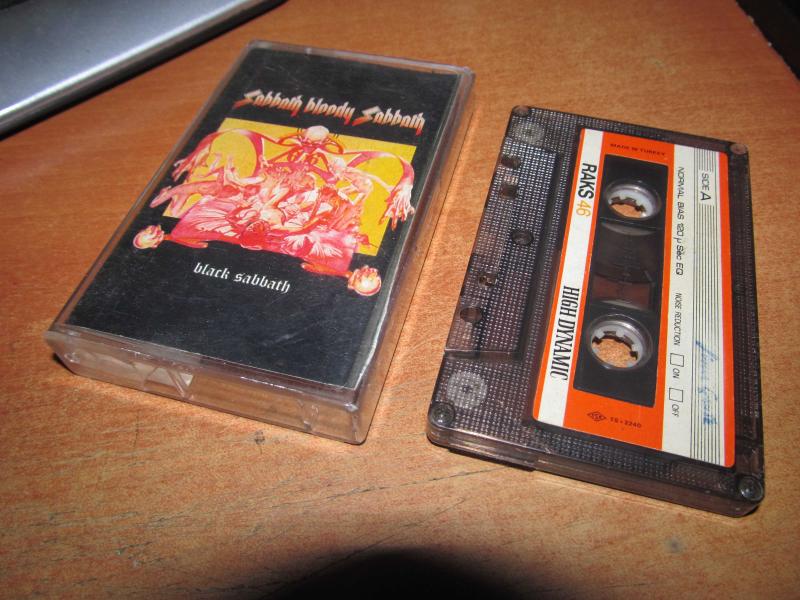 Sabbath bloody Sabbath
black sabbath
SIDE A
NORMAL BIAS 120 µ Sec EQ
NOISE REDUCTION ON OFF
MADE IN TURKEY
RAKS 46
HIGH DYNAMIC
TSE TS-2240